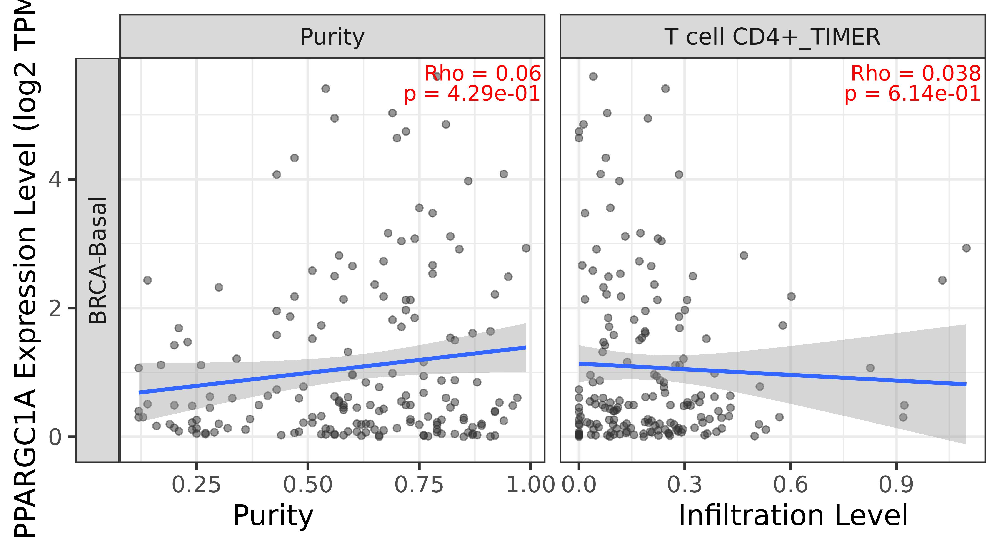 PPARGC1A Expression Level (log2 TPM
BRCA-Basal
Purity
T cell CD4+_TIMER
Rho = 0.06
p = 4.29e-01
Rho = 0.038
p = 6.14e-01
4
2
0
0.25 0.50 0.75 1.00
0.0 0.3 0.6 0.9
Purity
Infiltration Level